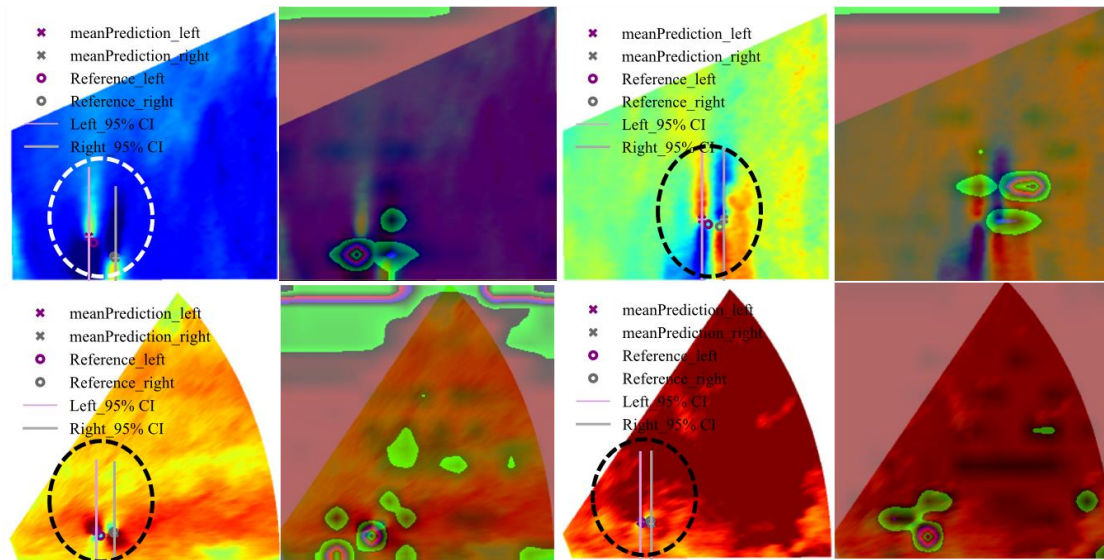 meanPrediction_left
meanPrediction_right
Reference_left
Reference_right
Left_95% CI
Right_95% CI
meanPrediction_left
meanPrediction_right
Reference_left
Reference_right
Left_95% CI
Right_95% CI
meanPrediction_left
meanPrediction_right
Reference_left
Reference_right
Left_95% CI
Right_95% CI
meanPrediction_left
meanPrediction_right
Reference_left
Reference_right
Left_95% CI
Right_95% CI